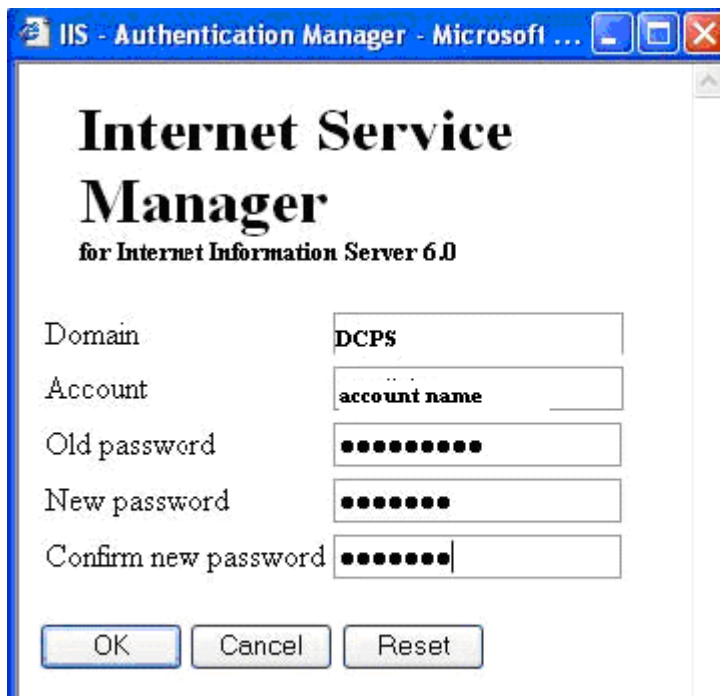 IIS - Authentication Manager - Microsoft ...
Internet Service
Manager
for Internet Information Server 6.0
Domain DCPS
Account account name
Old password ●●●●●●●●●
New password ●●●●●●●
Confirm new password ●●●●●●●
OK Cancel Reset